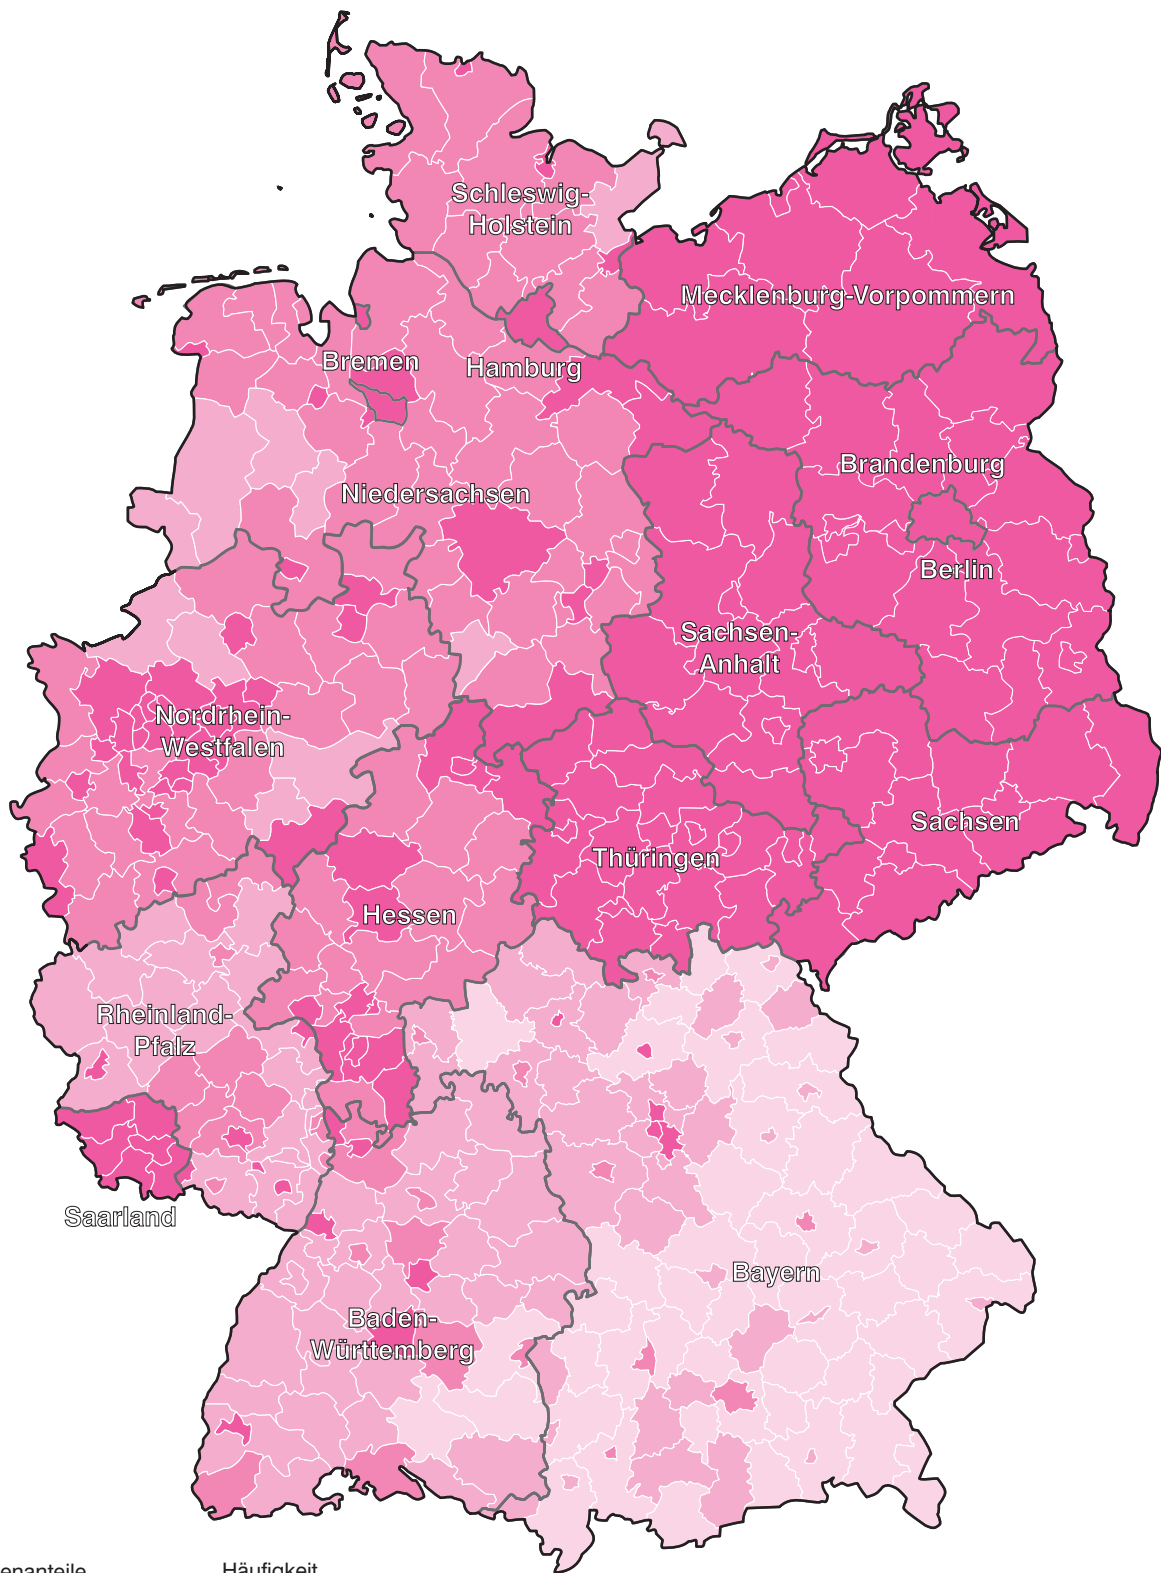 Schleswig-
Holstein
Mecklenburg-Vorpommern
Bremen
Hamburg
Brandenburg
Niedersachsen
Berlin
Sachsen-
Anhalt
Nordrhein-
Westfalen
Sachsen
Thüringen
Hessen
Rheinland-
Pfalz
Saarland
Bayern
Baden-
Württemberg
enanteile
Häufigkeit